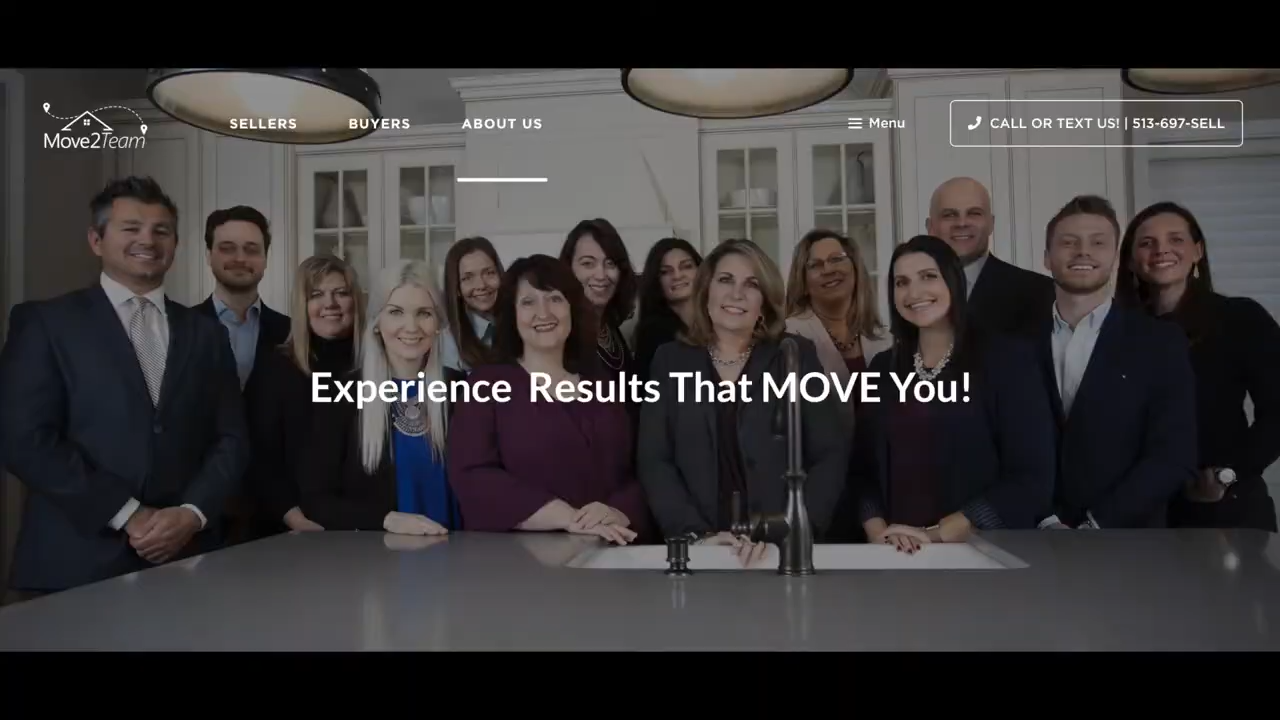 Move2Team
SELLERS
BUYERS
ABOUT US
Menu
CALL OR TEXT US! | 513-697-SELL
Experience Results That MOVE You!